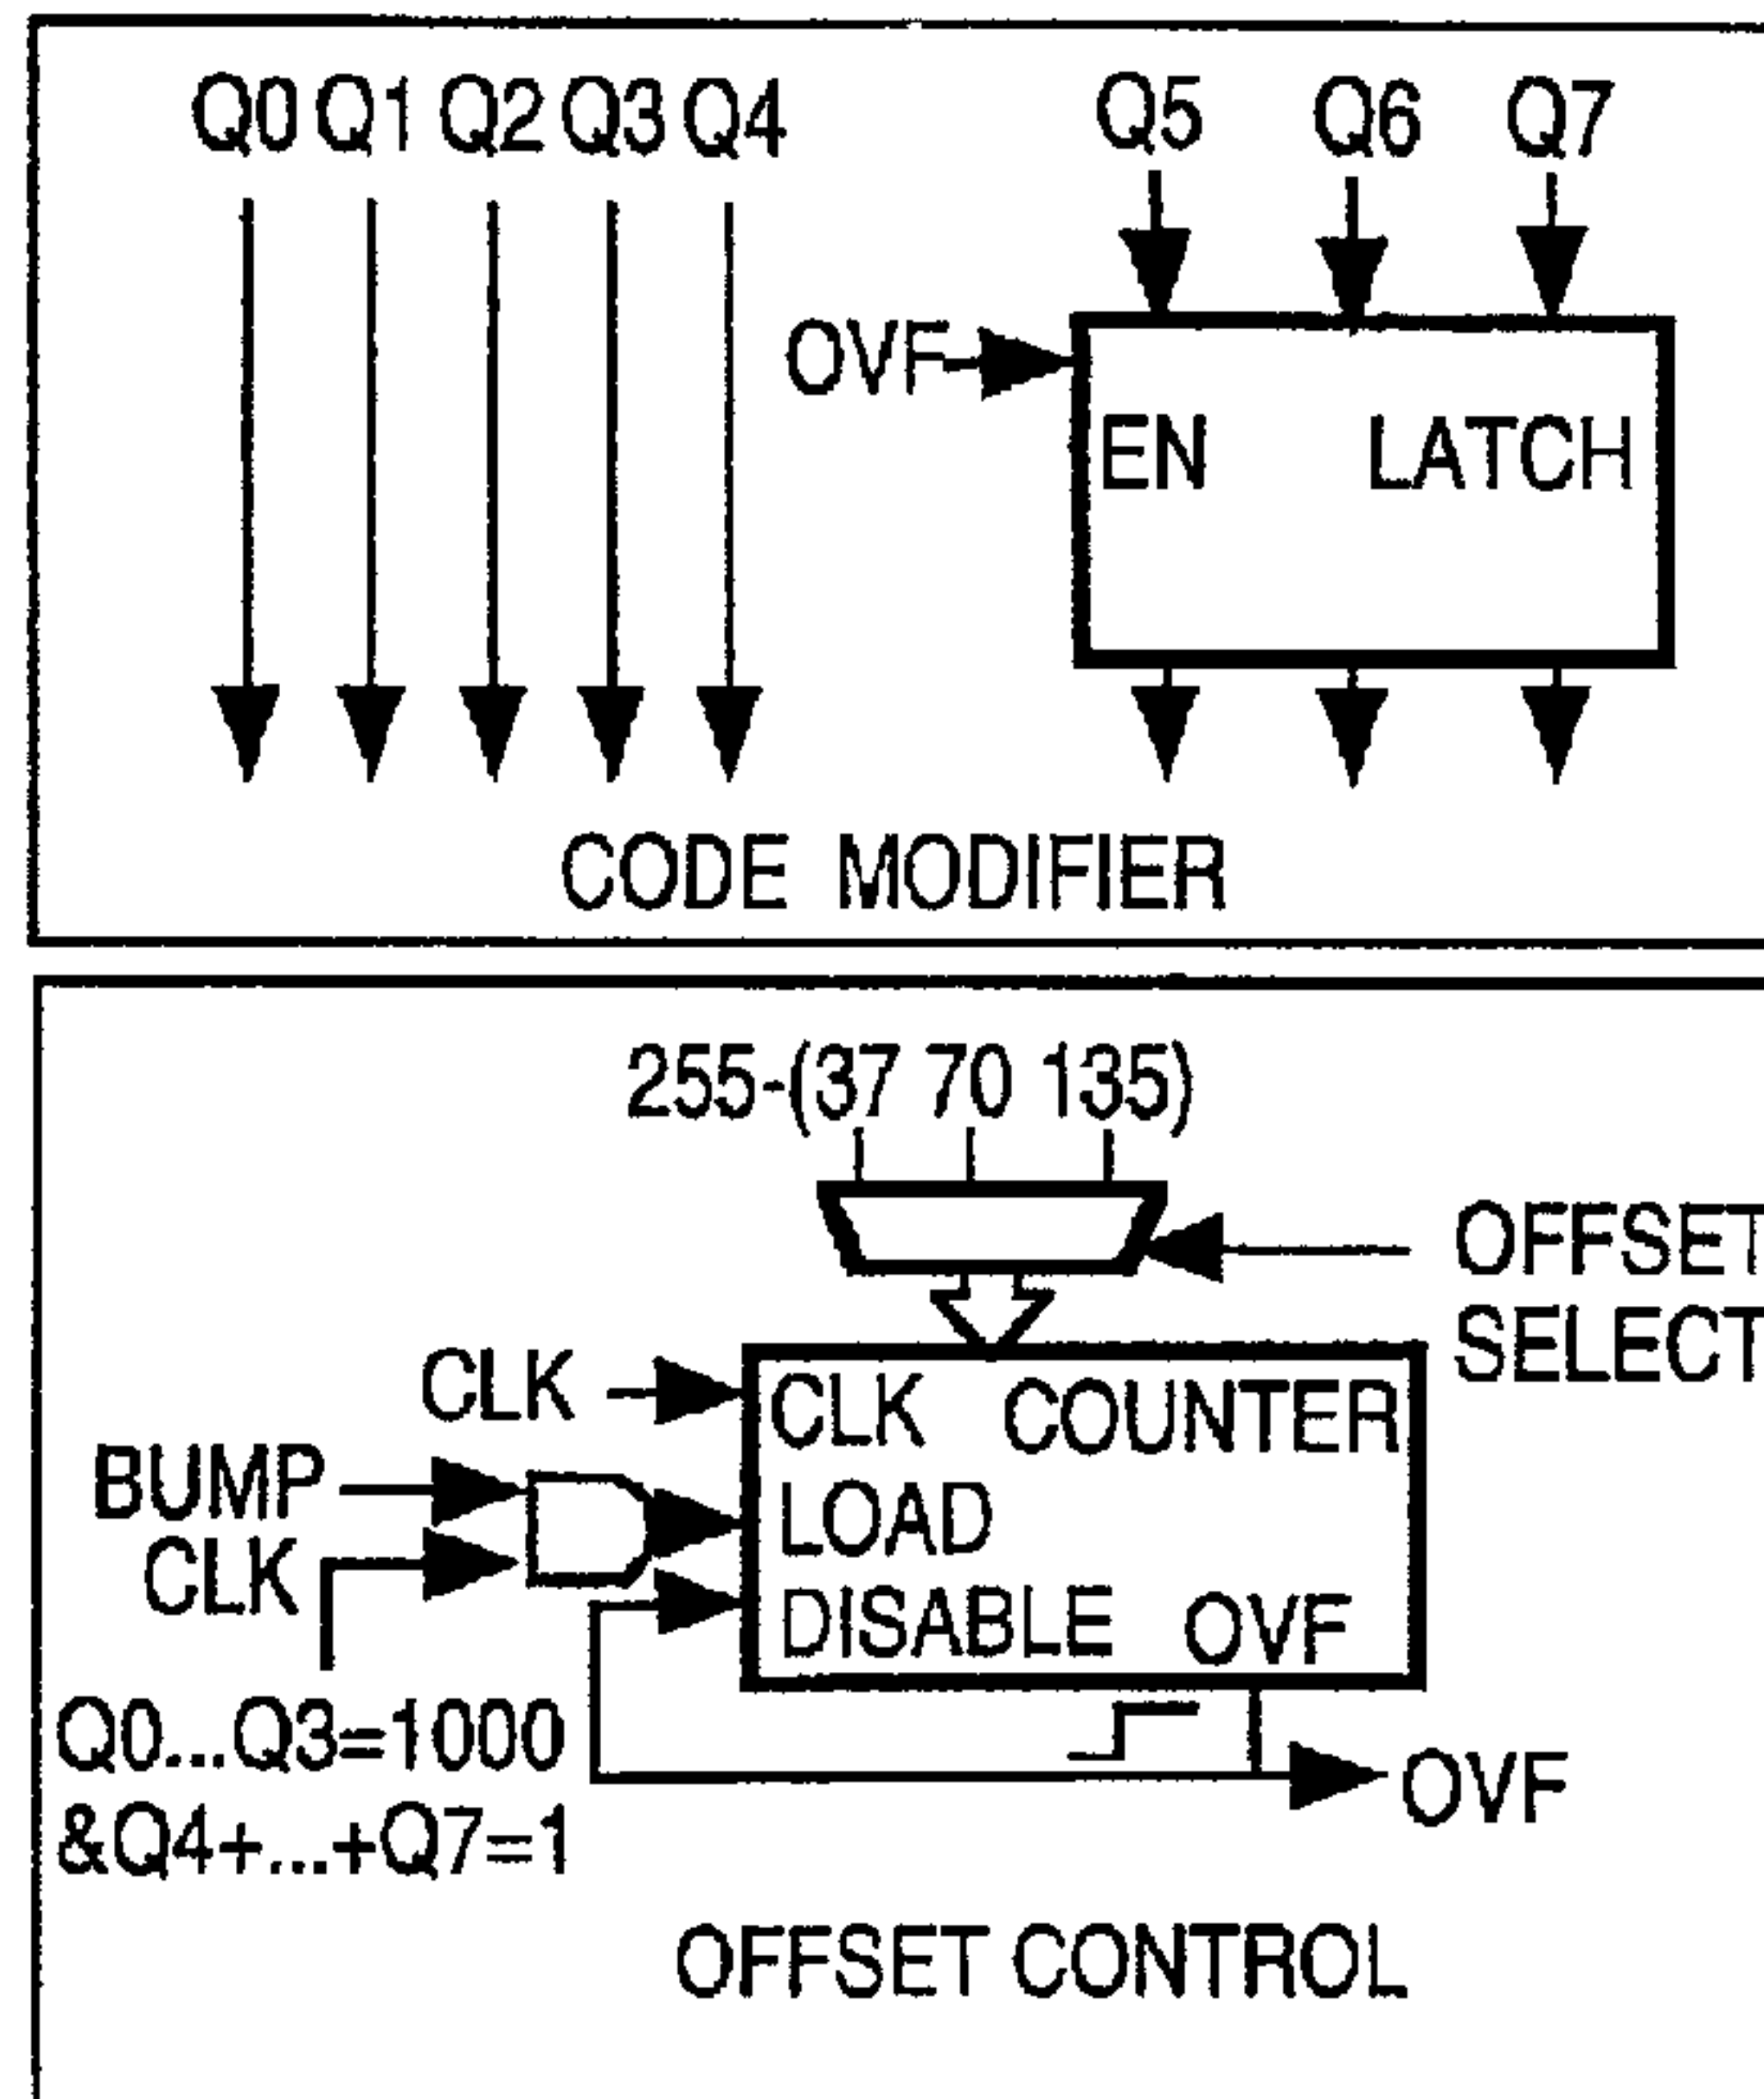 Q0 Q1 Q2 Q3 Q4 Q5 Q6 Q7
OVF
EN LATCH
CODE MODIFIER
255-(37 70 135)
OFFSET
SELECT
CLK
CLK COUNTER
BUMP
LOAD
CLK
DISABLE OVF
Q0...Q3=1000
&Q4+...+Q7=1
OVF
OFFSET CONTROL